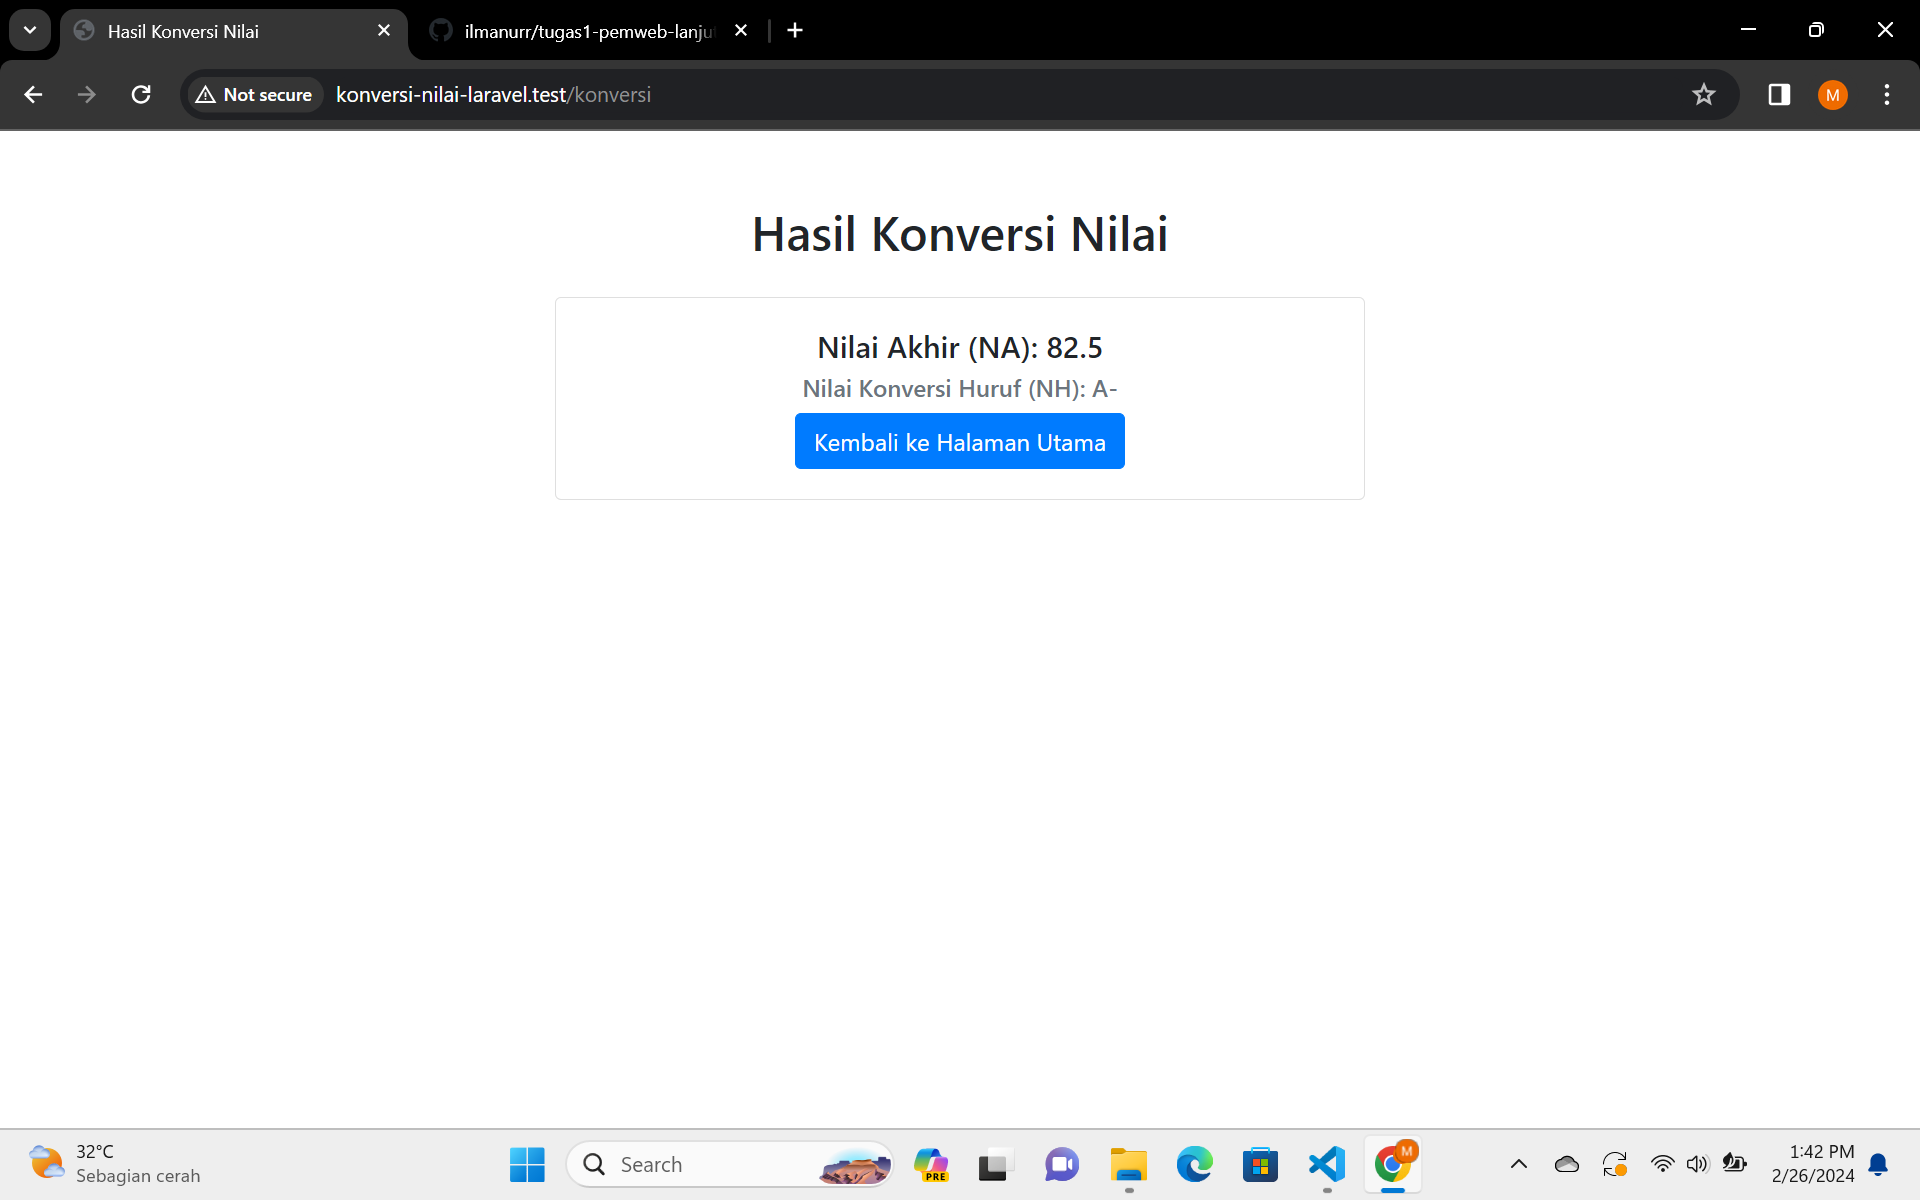 Hasil Konversi Nilai
ilmanurr/tugas1-pemweb-lanju
Not secure
konversi-nilai-laravel.test/konversi
M
Hasil Konversi Nilai
Nilai Akhir (NA): 82.5
Nilai Konversi Huruf (NH): A-
Kembali ke Halaman Utama
32°C
Sebagian cerah
Search
PRE
M
1:42 PM
2/26/2024